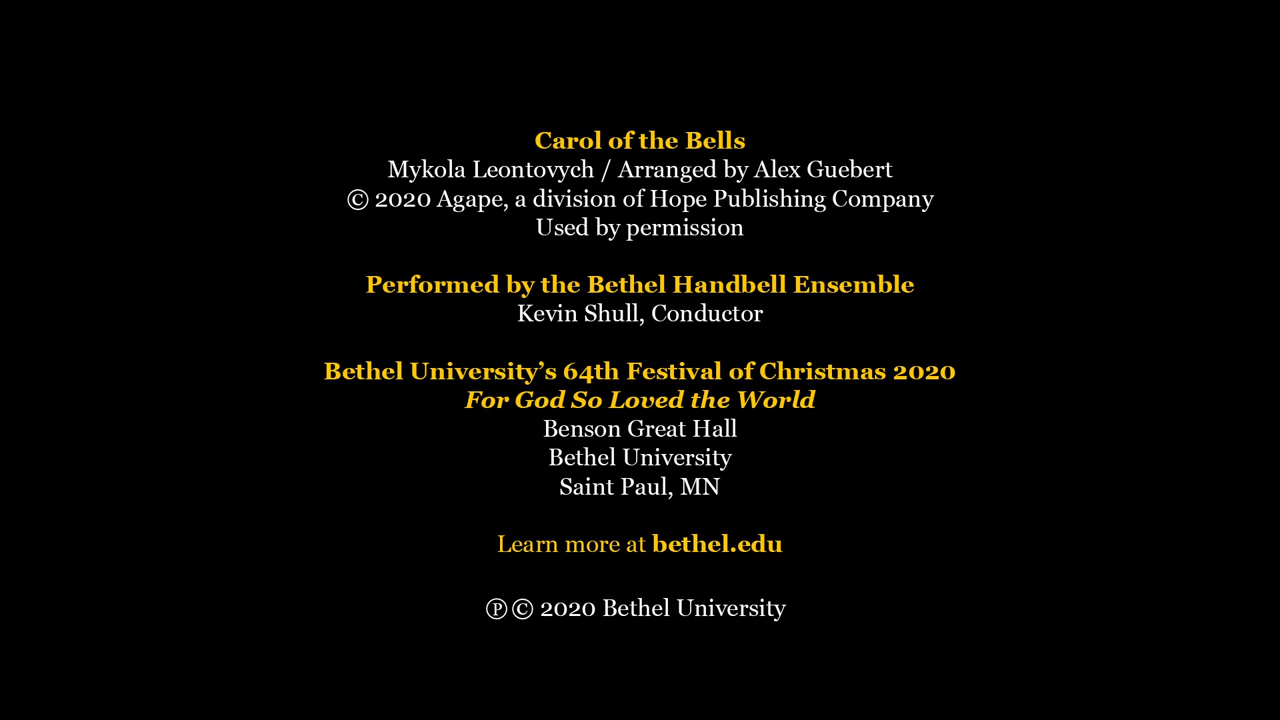 Carol of the Bells
Mykola Leontovych / Arranged by Alex Guebert
© 2020 Agape, a division of Hope Publishing Company
Used by permission
Performed by the Bethel Handbell Ensemble
Kevin Shull, Conductor
Bethel University’s 64th Festival of Christmas 2020
For God So Loved the World
Benson Great Hall
Bethel University
Saint Paul, MN
Learn more at bethel.edu
℗© 2020 Bethel University